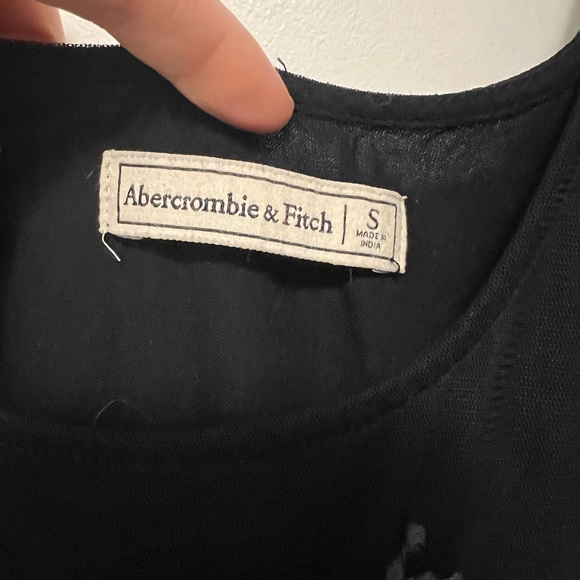 Abercrombie & Fitch
S
MADE IN
INDIA